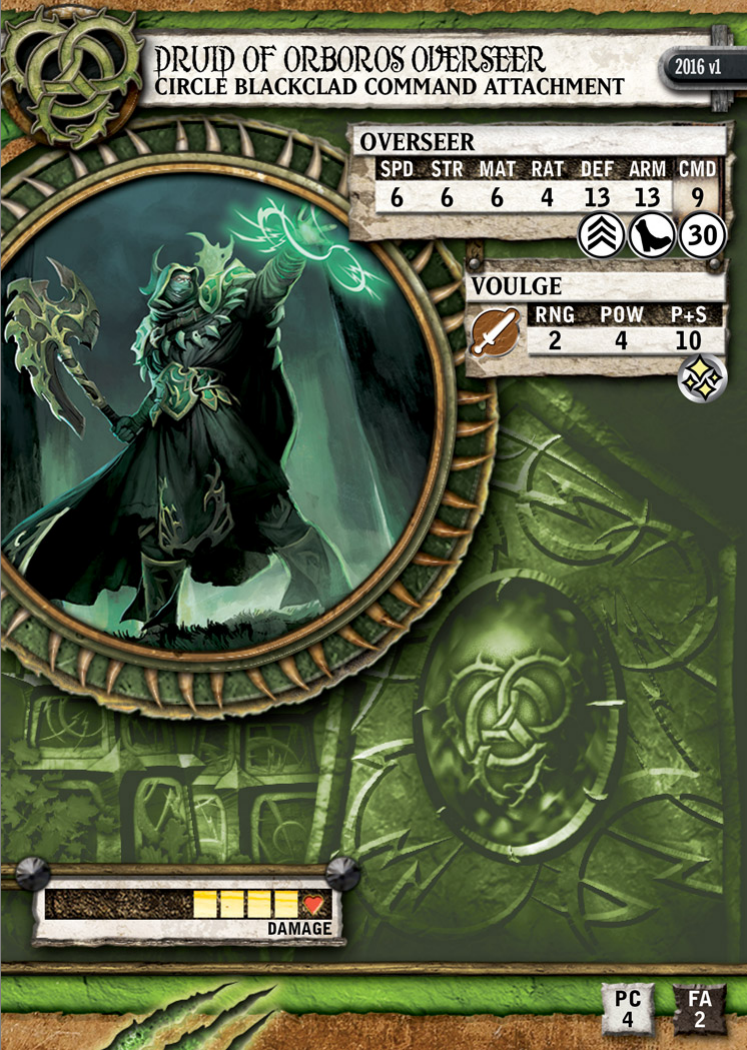 DRUID OF ORBOROS OVERSEER
CIRCLE BLACKCLAD COMMAND ATTACHMENT
2016 v1
OVERSEER
SPD STR MAT RAT DEF ARM CMD
6 6 6 4 13 13 9
30
VOULGE
RNG POW P+S
2 4 10
DAMAGE
PC FA
4 2